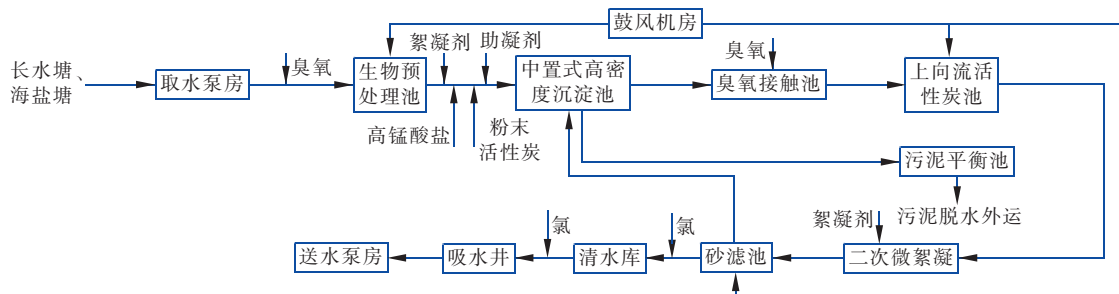 鼓风机房
长水塘、
海盐塘
取水泵房
臭氧
生物预
处理池
絮凝剂
助凝剂
高锰酸盐
粉末
活性炭
中置式高密
度沉淀池
臭氧
臭氧接触池
上向流活
性炭池
污泥平衡池
污泥脱水外运
絮凝剂
二次微絮凝
砂滤池
氯
清水库
氯
吸水井
送水泵房